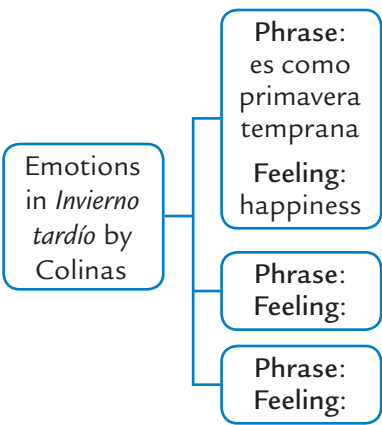 Emotions
in Invierno
tardío by
Colinas
Phrase:
es como
primavera
temprana
Feeling:
happiness
Phrase:
Feeling:
Phrase:
Feeling: